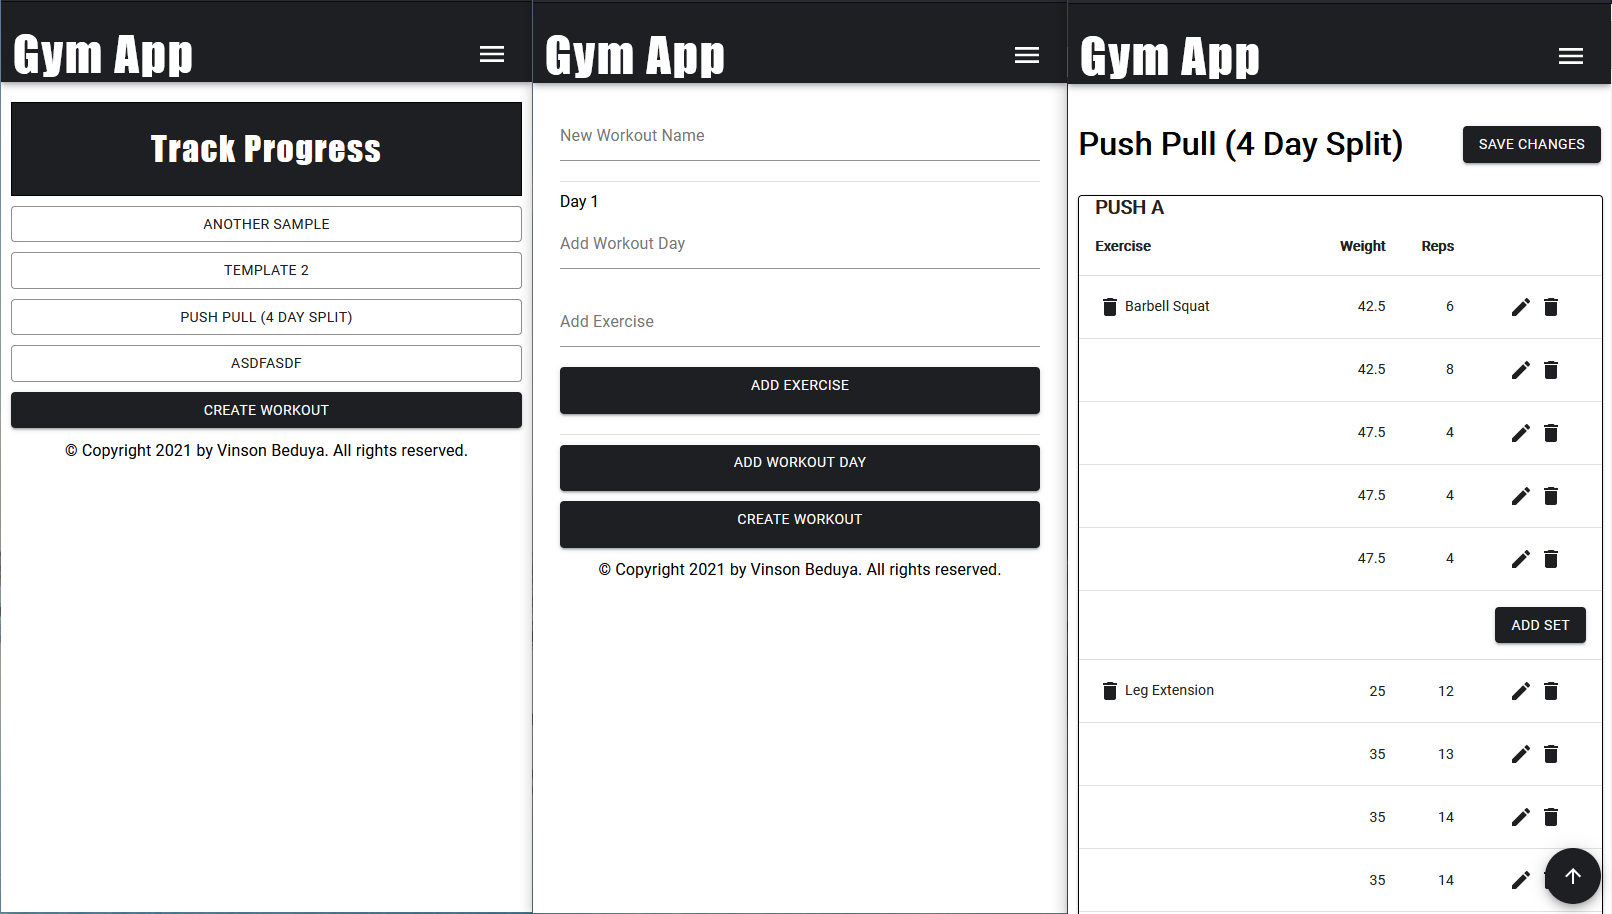 Gym App
Track Progress
ANOTHER SAMPLE
TEMPLATE 2
PUSH PULL (4 DAY SPLIT)
ASDFASDF
CREATE WORKOUT
© Copyright 2021 by Vinson Beduya. All rights reserved.
Gym App
New Workout Name
Day 1
Add Workout Day
Add Exercise
ADD EXERCISE
ADD WORKOUT DAY
CREATE WORKOUT
© Copyright 2021 by Vinson Beduya. All rights reserved.
Gym App
Push Pull (4 Day Split) SAVE CHANGES
PUSH A
Exercise Weight Reps
Barbell Squat 42.5 6
42.5 8
47.5 4
47.5 4
47.5 4
ADD SET
Leg Extension 25 12
35 13
35 14
35 14